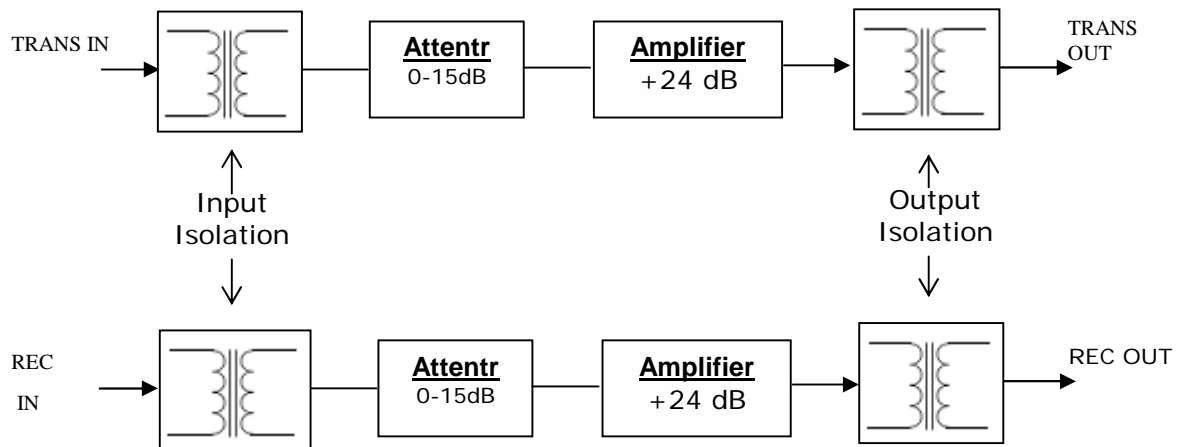 TRANS IN
Attentr
0-15dB
Amplifier
+24 dB
TRANS
OUT
Input
Isolation
Output
Isolation
REC
IN
Attentr
0-15dB
Amplifier
+24 dB
REC OUT